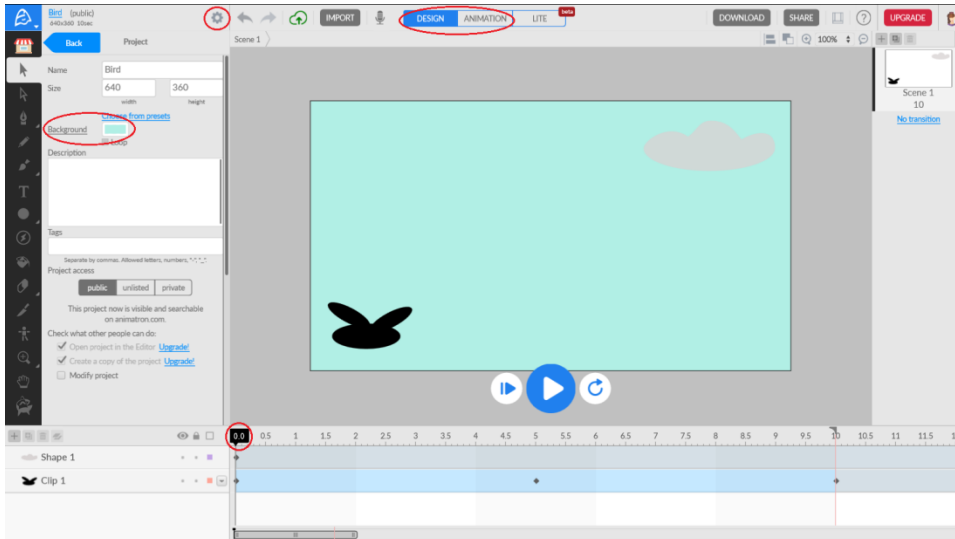 Bird (public)
640x360 10sec
IMPORT
DESIGN ANIMATION LITE
beta
DOWNLOAD SHARE ? UPGRADE
Back Project
Scene 1
100%
Name Bird
Size 640 360
width height
Choose from presets
Background
Loop
Description
Tags
Separate by commas. Allowed letters, numbers, "-", "_".
Project access
public unlisted private
This project now is visible and searchable
on animatron.com.
Check what other people can do:
Open project in the Editor Upgrade!
Create a copy of the project Upgrade!
Modify project
Scene 1
10
No transition
0.0 0.5 1 1.5 2 2.5 3 3.5 4 4.5 5 5.5 6 6.5 7 7.5 8 8.5 9 9.5 10 10.5 11 11.5 1
Shape 1
Clip 1